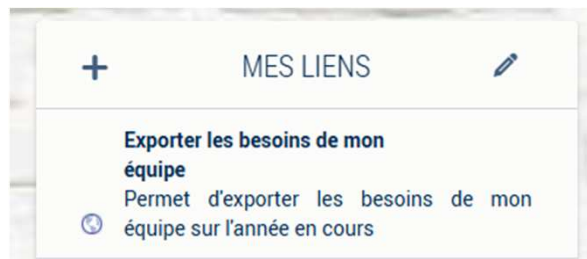 MES LIENS
Exporter les besoins de mon
équipe
Permet d'exporter les besoins de mon
équipe sur l'année en cours